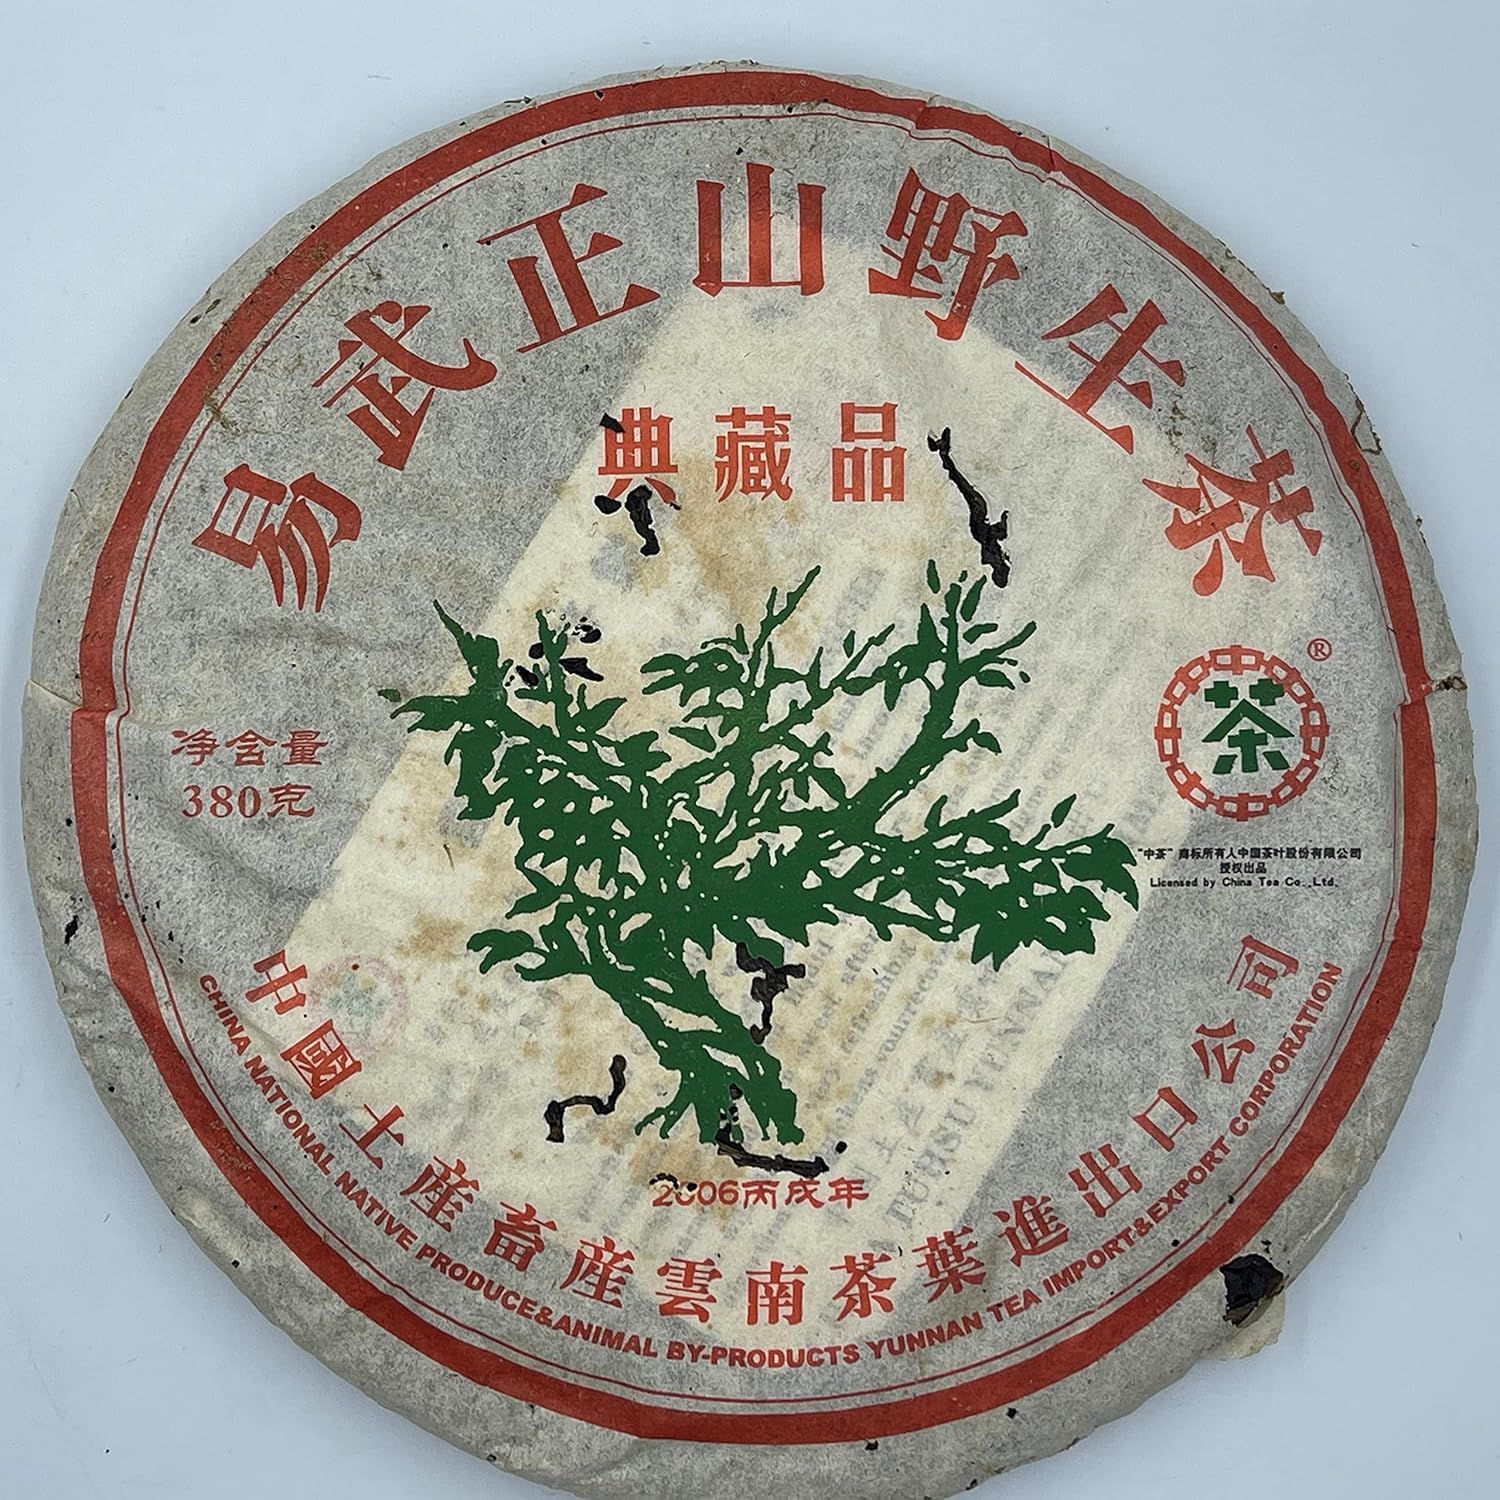 易武正山野生茶
典藏品
净含量
380克
茶
®
"中茶"商标所有人中国茶叶股份有限公司
授权出品
Licensed by China Tea Co.,Ltd.
2006丙戌年
中國土產畜產雲南茶葉進出口公司
CHINA NATIONAL NATIVE PRODUCE&ANIMAL BY-PRODUCTS YUNNAN TEA IMPORT&EXPORT CORPORATION